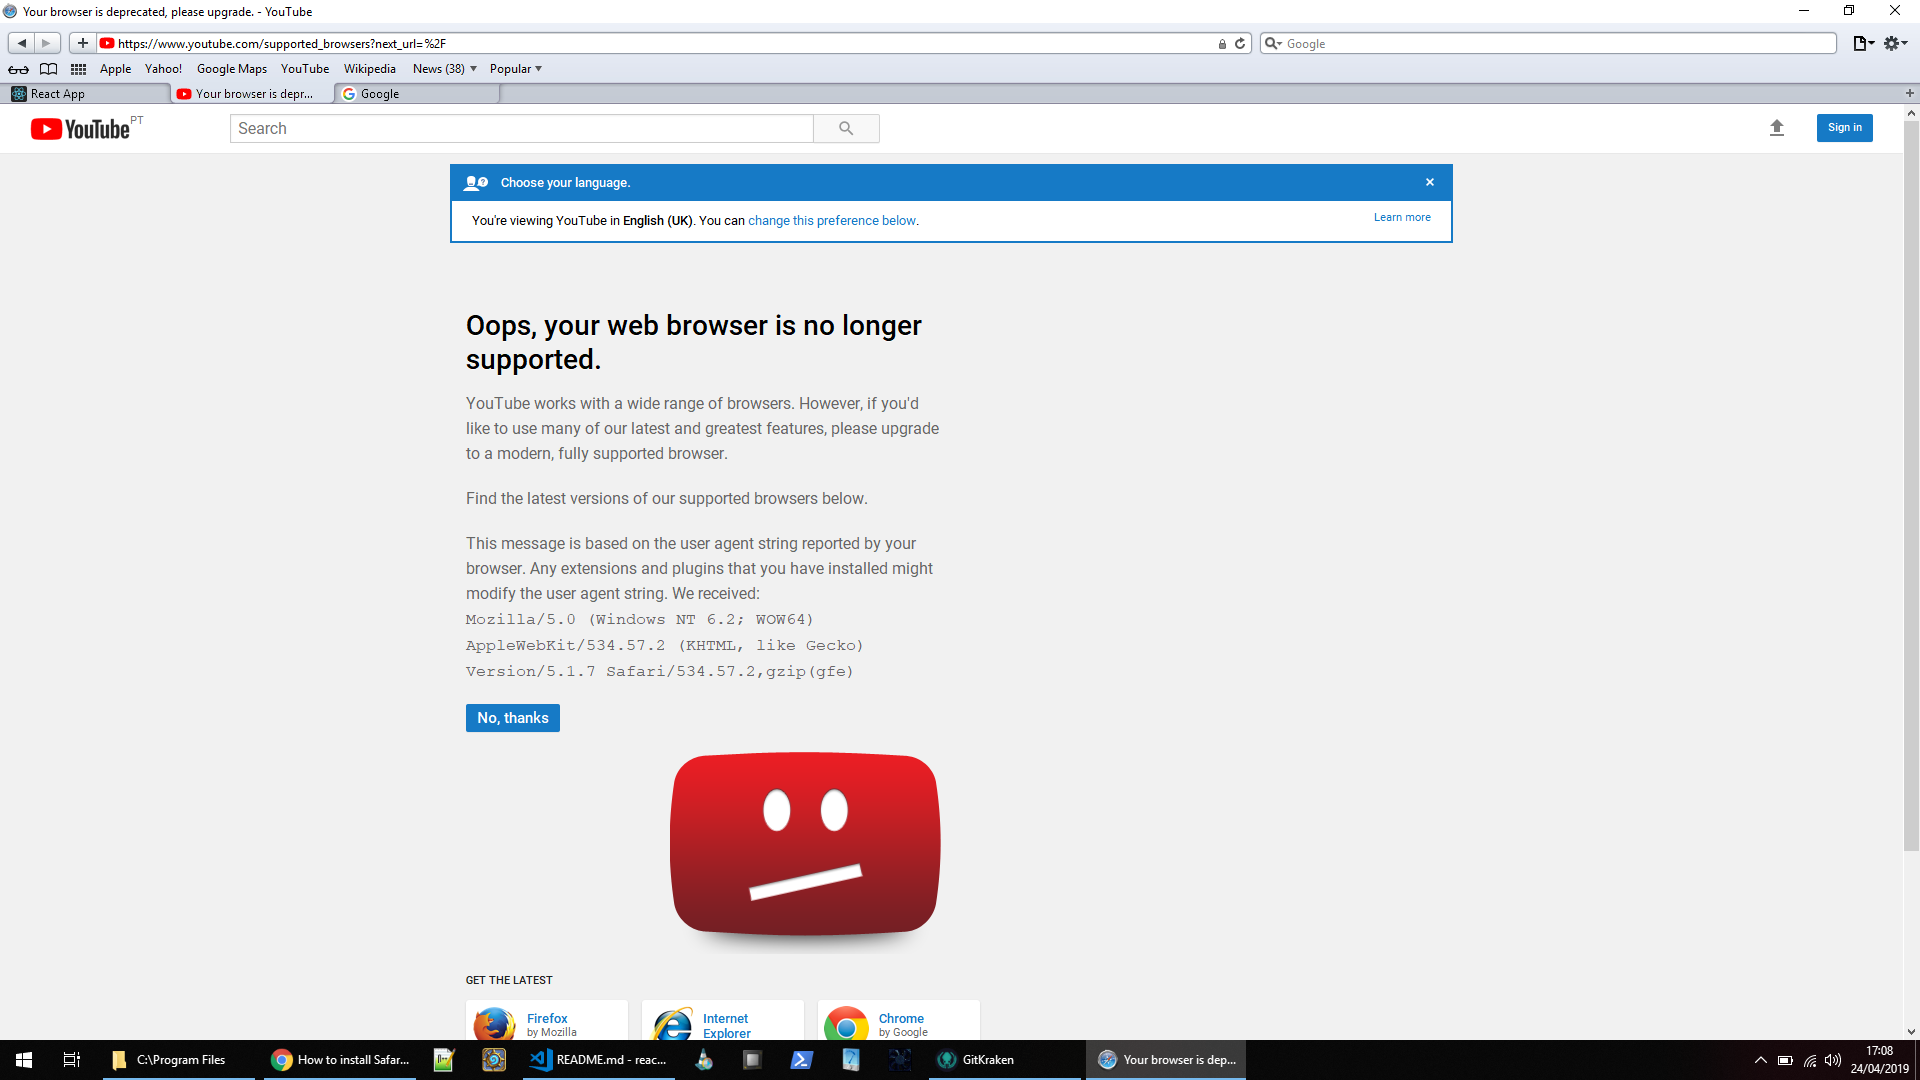 Your browser is deprecated, please upgrade. - YouTube
https://www.youtube.com/supported_browsers?next_url=%2F
Google
Apple Yahoo! Google Maps YouTube Wikipedia News (38) Popular
React App Your browser is depr... Google
YouTube PT Search Sign in
Choose your language. ×
You're viewing YouTube in English (UK). You can change this preference below. Learn more
Oops, your web browser is no longer
supported.
YouTube works with a wide range of browsers. However, if you'd
like to use many of our latest and greatest features, please upgrade
to a modern, fully supported browser.
Find the latest versions of our supported browsers below.
This message is based on the user agent string reported by your
browser. Any extensions and plugins that you have installed might
modify the user agent string. We received:
Mozilla/5.0 (Windows NT 6.2; WOW64)
AppleWebKit/534.57.2 (KHTML, like Gecko)
Version/5.1.7 Safari/534.57.2,gzip(gfe)
No, thanks
GET THE LATEST
Firefox
by Mozilla
Internet
Explorer
Chrome
by Google
C:\Program Files How to install Safar... README.md - reac... GitKraken Your browser is dep... 17:08
24/04/2019